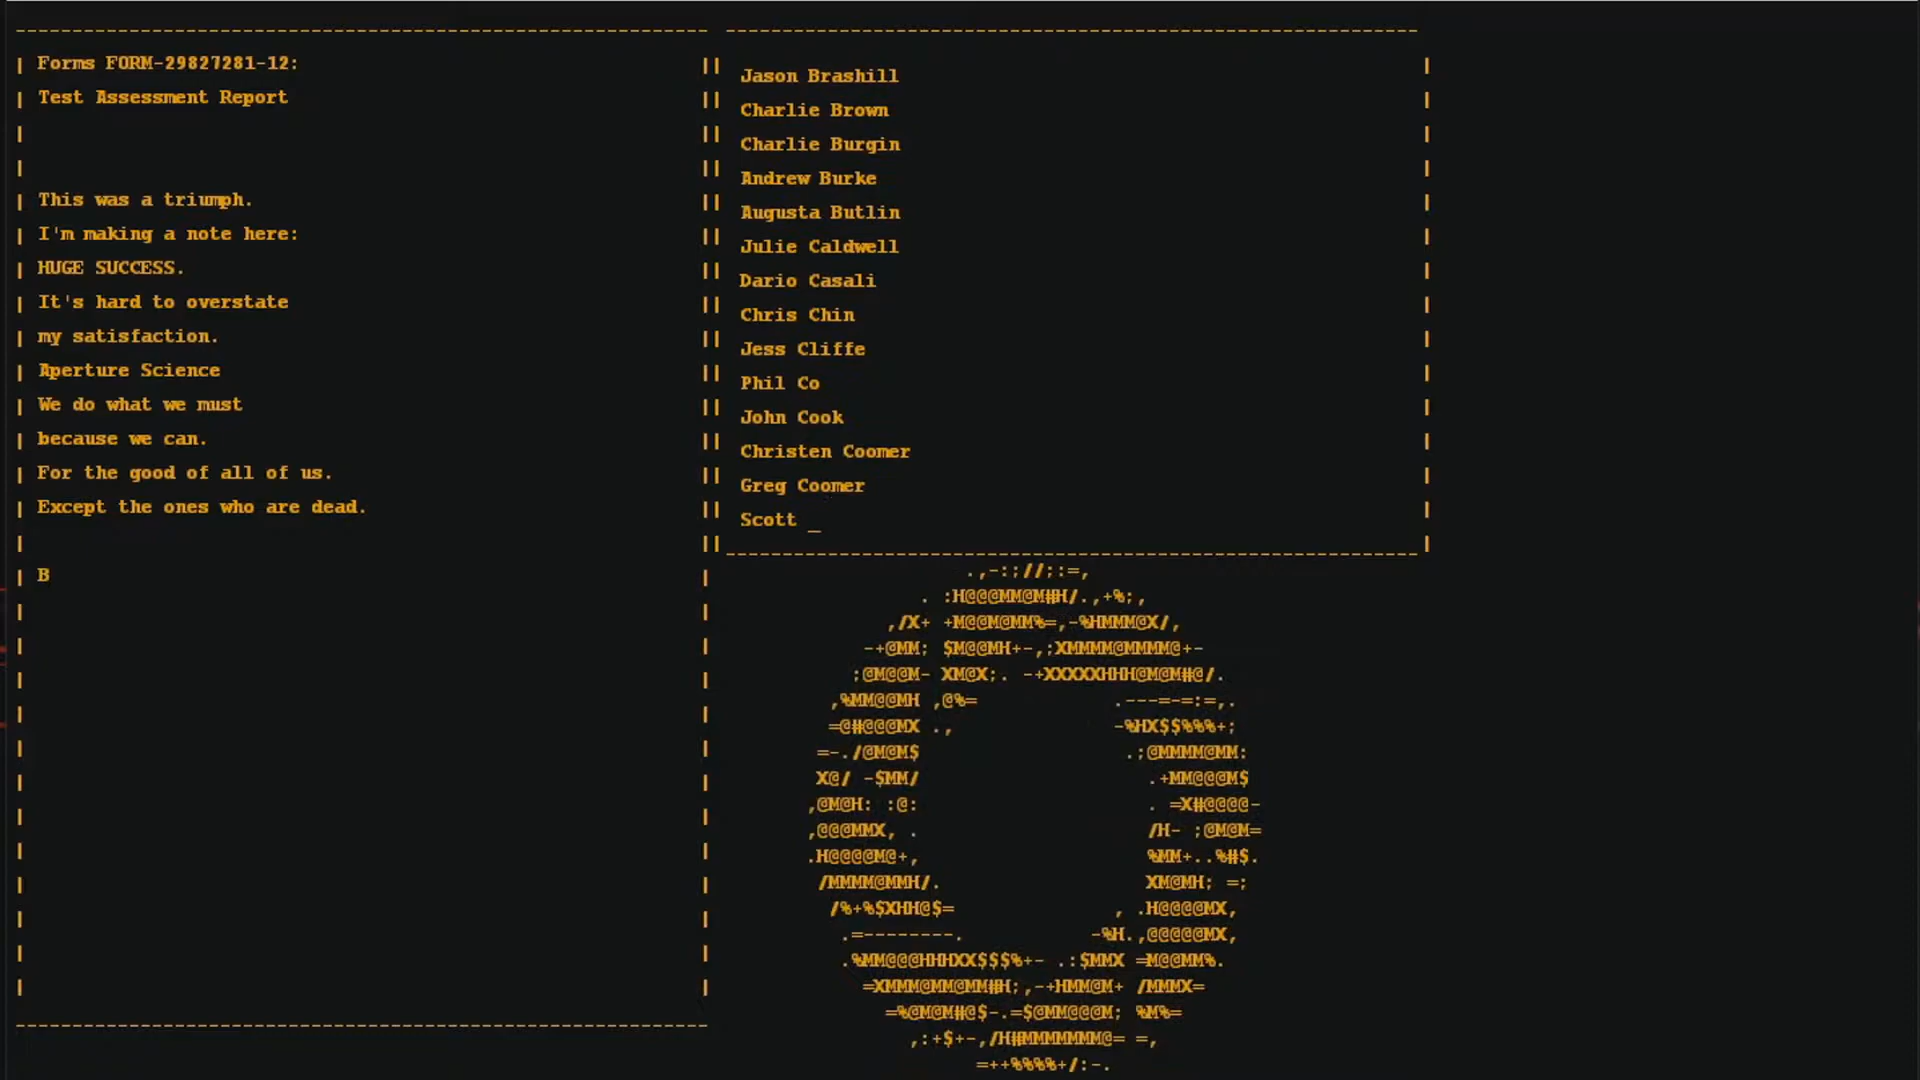 Forms FORM-29827281-12:
Test Assessment Report
This was a triumph.
I'm making a note here:
HUGE SUCCESS.
It's hard to overstate
my satisfaction.
Aperture Science
We do what we must
because we can.
For the good of all of us.
Except the ones who are dead.
B
Jason Brashill
Charlie Brown
Charlie Burgin
Andrew Burke
Augusta Butlin
Julie Caldwell
Dario Casali
Chris Chin
Jess Cliffe
Phil Co
John Cook
Christen Coomer
Greg Coomer
Scott _